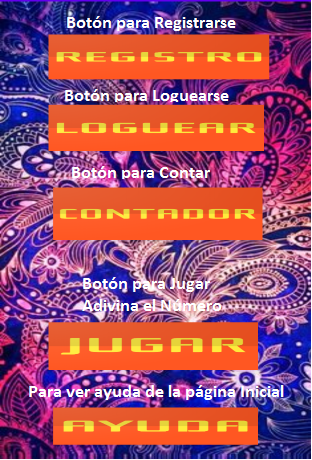 Botón para Registrarse
REGISTRO
Botón para Loguearse
LOGUEAR
Botón para Contar
CONTADOR
Botón para Jugar
Adivina el Número
JUGAR
Para ver ayuda de la página Inicial
AYUDA